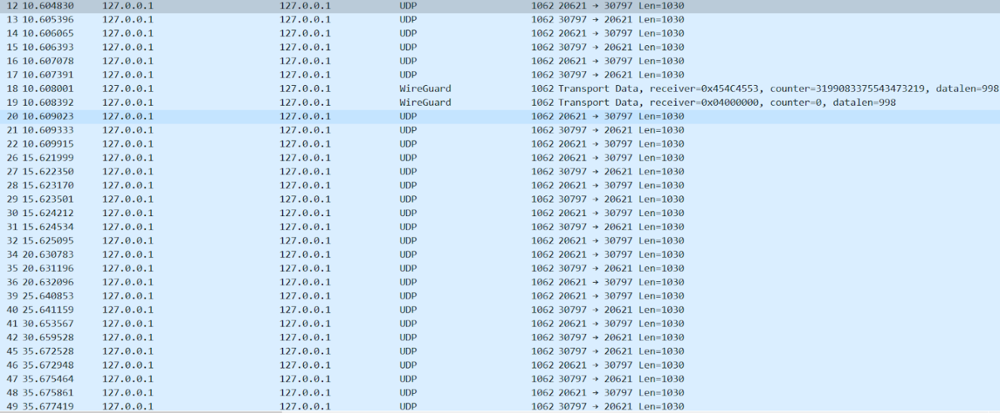 12 10.604830 127.0.0.1 127.0.0.1 UDP 1062 20621 → 30797 Len=1030
13 10.605396 127.0.0.1 127.0.0.1 UDP 1062 30797 → 20621 Len=1030
14 10.606065 127.0.0.1 127.0.0.1 UDP 1062 20621 → 30797 Len=1030
15 10.606393 127.0.0.1 127.0.0.1 UDP 1062 30797 → 20621 Len=1030
16 10.607078 127.0.0.1 127.0.0.1 UDP 1062 20621 → 30797 Len=1030
17 10.607391 127.0.0.1 127.0.0.1 UDP 1062 30797 → 20621 Len=1030
18 10.608001 127.0.0.1 127.0.0.1 WireGuard 1062 Transport Data, receiver=0x454C4553, counter=3199083375543473219, datalen=998
19 10.608392 127.0.0.1 127.0.0.1 WireGuard 1062 Transport Data, receiver=0x04000000, counter=0, datalen=998
20 10.609023 127.0.0.1 127.0.0.1 UDP 1062 20621 → 30797 Len=1030
21 10.609333 127.0.0.1 127.0.0.1 UDP 1062 30797 → 20621 Len=1030
22 10.609915 127.0.0.1 127.0.0.1 UDP 1062 20621 → 30797 Len=1030
26 15.621999 127.0.0.1 127.0.0.1 UDP 1062 30797 → 20621 Len=1030
27 15.622350 127.0.0.1 127.0.0.1 UDP 1062 20621 → 30797 Len=1030
28 15.623170 127.0.0.1 127.0.0.1 UDP 1062 30797 → 20621 Len=1030
29 15.623501 127.0.0.1 127.0.0.1 UDP 1062 20621 → 30797 Len=1030
30 15.624212 127.0.0.1 127.0.0.1 UDP 1062 30797 → 20621 Len=1030
31 15.624534 127.0.0.1 127.0.0.1 UDP 1062 20621 → 30797 Len=1030
32 15.625095 127.0.0.1 127.0.0.1 UDP 1062 30797 → 20621 Len=1030
34 20.630783 127.0.0.1 127.0.0.1 UDP 1062 20621 → 30797 Len=1030
35 20.631196 127.0.0.1 127.0.0.1 UDP 1062 30797 → 20621 Len=1030
36 20.632096 127.0.0.1 127.0.0.1 UDP 1062 20621 → 30797 Len=1030
39 25.640853 127.0.0.1 127.0.0.1 UDP 1062 30797 → 20621 Len=1030
40 25.641159 127.0.0.1 127.0.0.1 UDP 1062 20621 → 30797 Len=1030
41 30.653567 127.0.0.1 127.0.0.1 UDP 1062 20621 → 30797 Len=1030
42 30.659528 127.0.0.1 127.0.0.1 UDP 1062 30797 → 20621 Len=1030
45 35.672528 127.0.0.1 127.0.0.1 UDP 1062 30797 → 20621 Len=1030
46 35.672948 127.0.0.1 127.0.0.1 UDP 1062 20621 → 30797 Len=1030
47 35.675464 127.0.0.1 127.0.0.1 UDP 1062 30797 → 20621 Len=1030
48 35.675861 127.0.0.1 127.0.0.1 UDP 1062 20621 → 30797 Len=1030
49 35.677419 127.0.0.1 127.0.0.1 UDP 1062 30797 → 20621 Len=1030